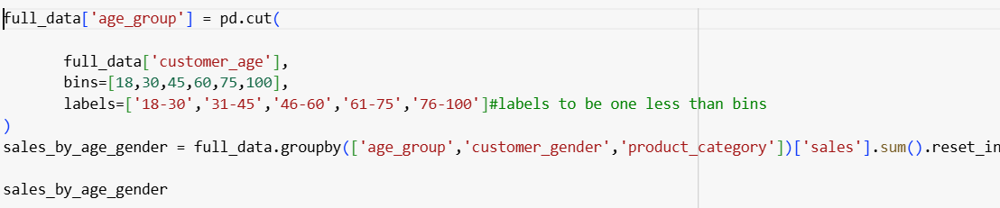 full_data['age_group'] = pd.cut(
full_data['customer_age'],
bins=[18,30,45,60,75,100],
labels=['18-30','31-45','46-60','61-75','76-100']#labels to be one less than bins
)
sales_by_age_gender = full_data.groupby(['age_group','customer_gender','product_category'])['sales'].sum().reset_in
sales_by_age_gender